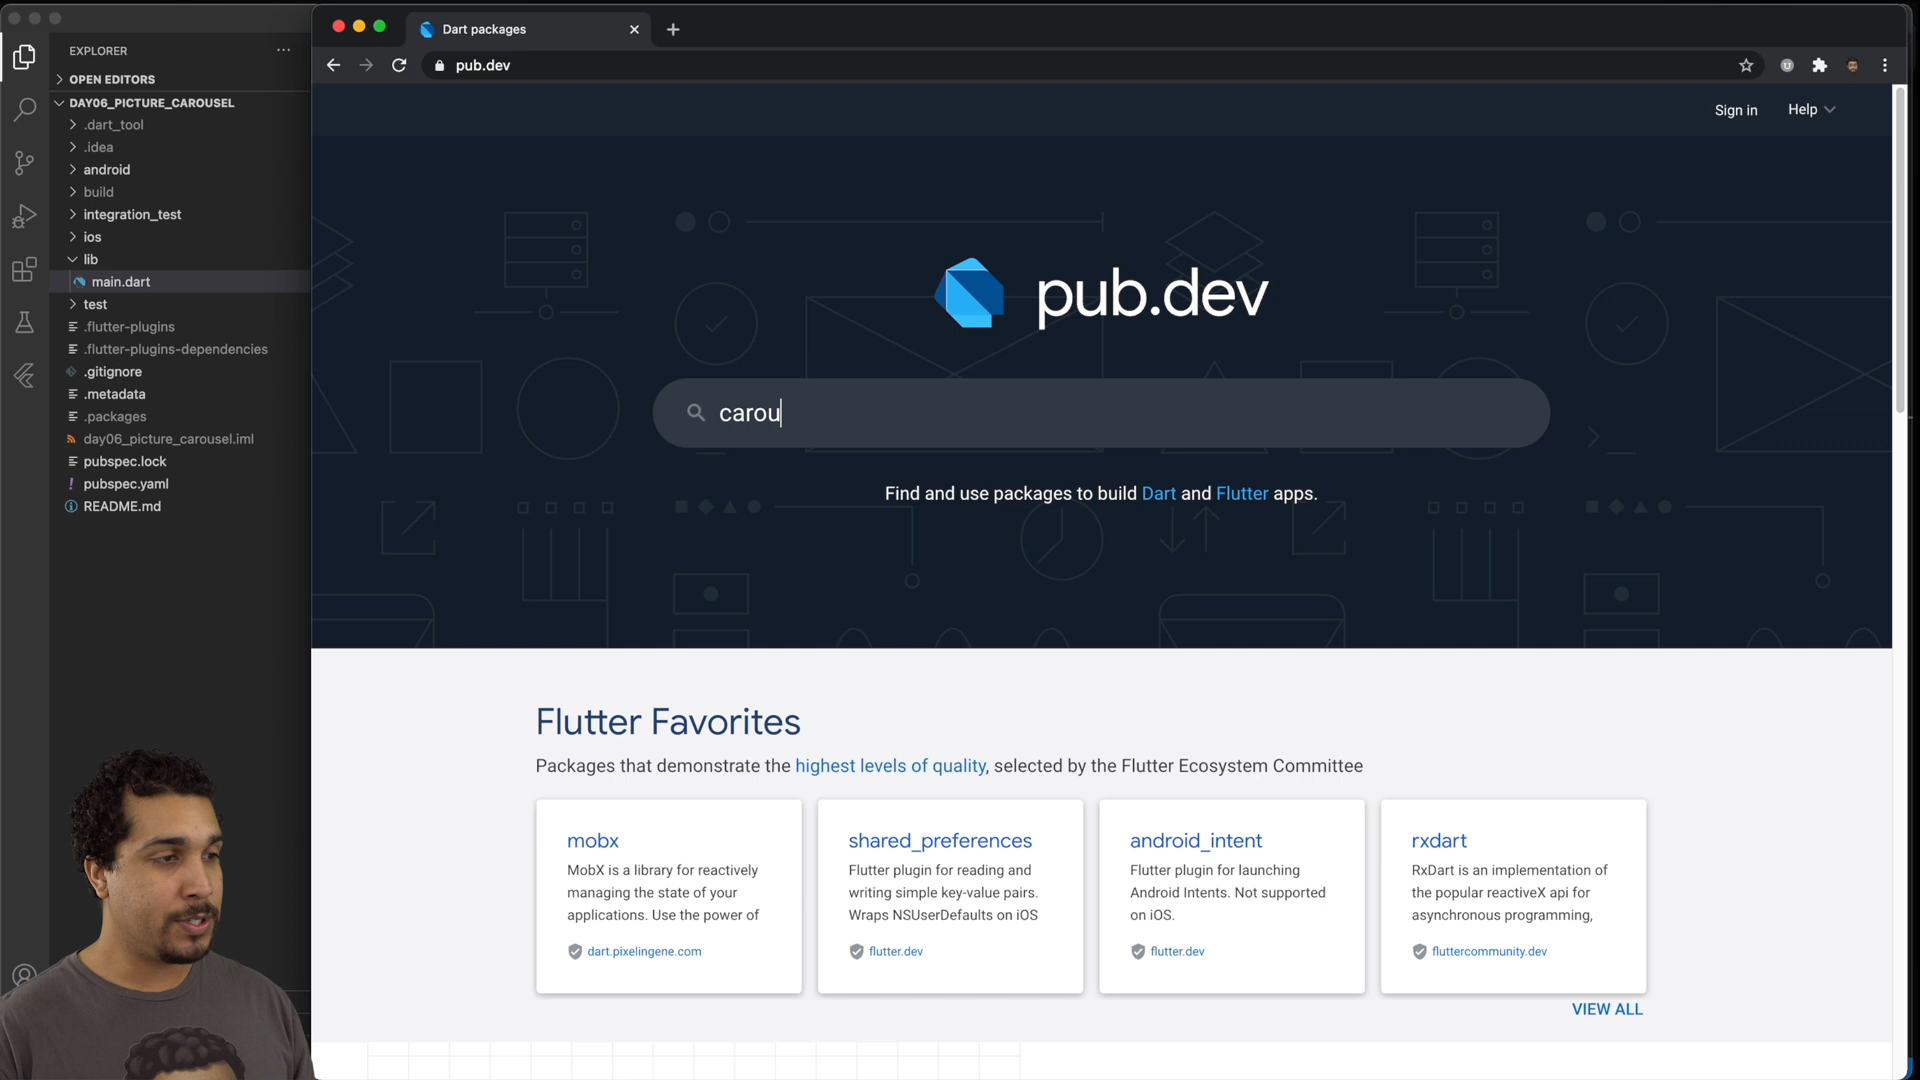 EXPLORER
OPEN EDITORS
DAY06_PICTURE_CAROUSEL
.dart_tool
.idea
android
build
integration_test
ios
lib
main.dart
test
.flutter-plugins
.flutter-plugins-dependencies
.gitignore
.metadata
.packages
day06_picture_carousel.iml
pubspec.lock
! pubspec.yaml
README.md
Dart packages
pub.dev
Sign in
Help
pub.dev
carou
Find and use packages to build Dart and Flutter apps.
Flutter Favorites
Packages that demonstrate the highest levels of quality, selected by the Flutter Ecosystem Committee
mobx
MobX is a library for reactively
managing the state of your
applications. Use the power of
dart.pixelingene.com
shared_preferences
Flutter plugin for reading and
writing simple key-value pairs.
Wraps NSUserDefaults on iOS
flutter.dev
android_intent
Flutter plugin for launching
Android Intents. Not supported
on iOS.
flutter.dev
rxdart
RxDart is an implementation of
the popular reactiveX api for
asynchronous programming,
fluttercommunity.dev
VIEW ALL